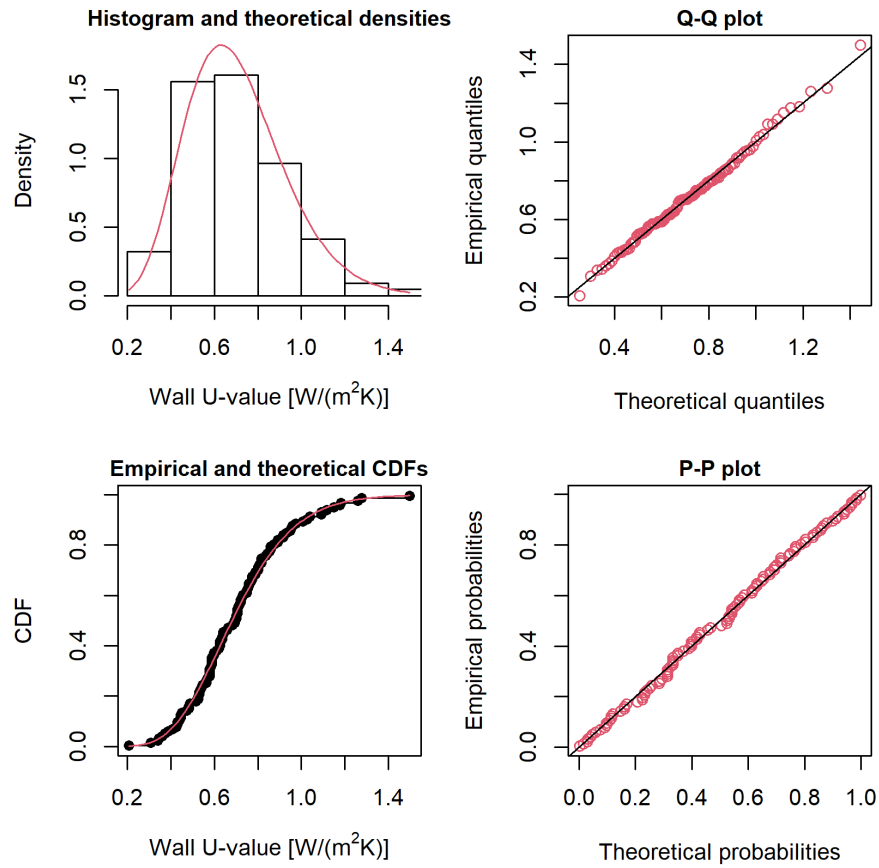 Histogram and theoretical densities
Density
0.0 0.5 1.0 1.5
0.2 0.6 1.0 1.4
Wall U-value [W/(m²K)]
Q-Q plot
Empirical quantiles
0.2 0.6 1.0 1.4
0.4 0.8 1.2
Theoretical quantiles
Empirical and theoretical CDFs
CDF
0.0 0.4 0.8
0.2 0.6 1.0 1.4
Wall U-value [W/(m²K)]
P-P plot
Empirical probabilities
0.0 0.4 0.8
0.0 0.2 0.4 0.6 0.8 1.0
Theoretical probabilities